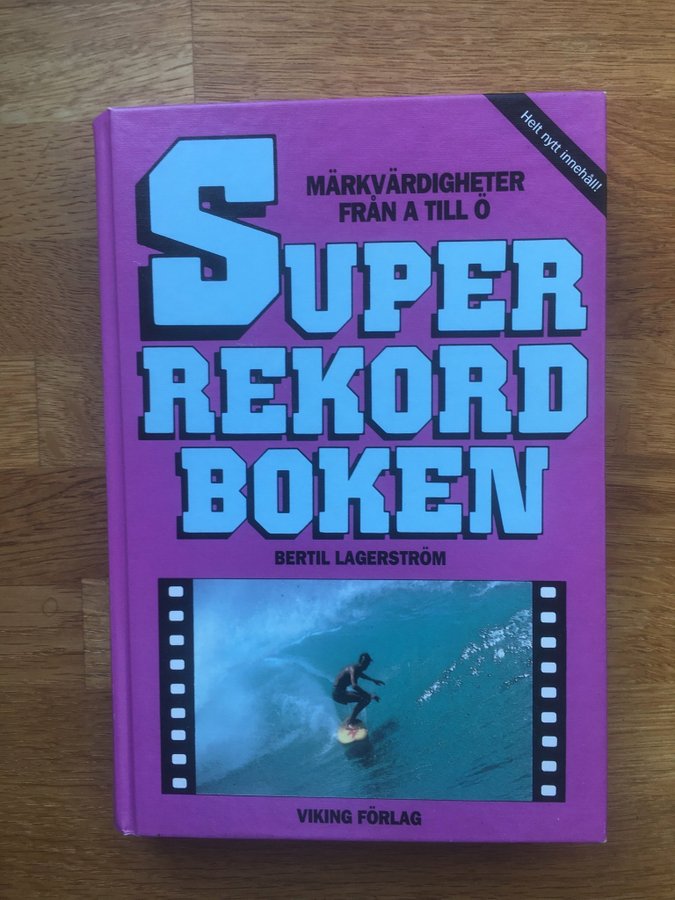 Helt nytt innehåll!
MÄRKVÄRDIGHETER
FRÅN A TILL Ö
SUPER
REKORD
BOKEN
BERTIL LAGERSTRÖM
VIKING FÖRLAG